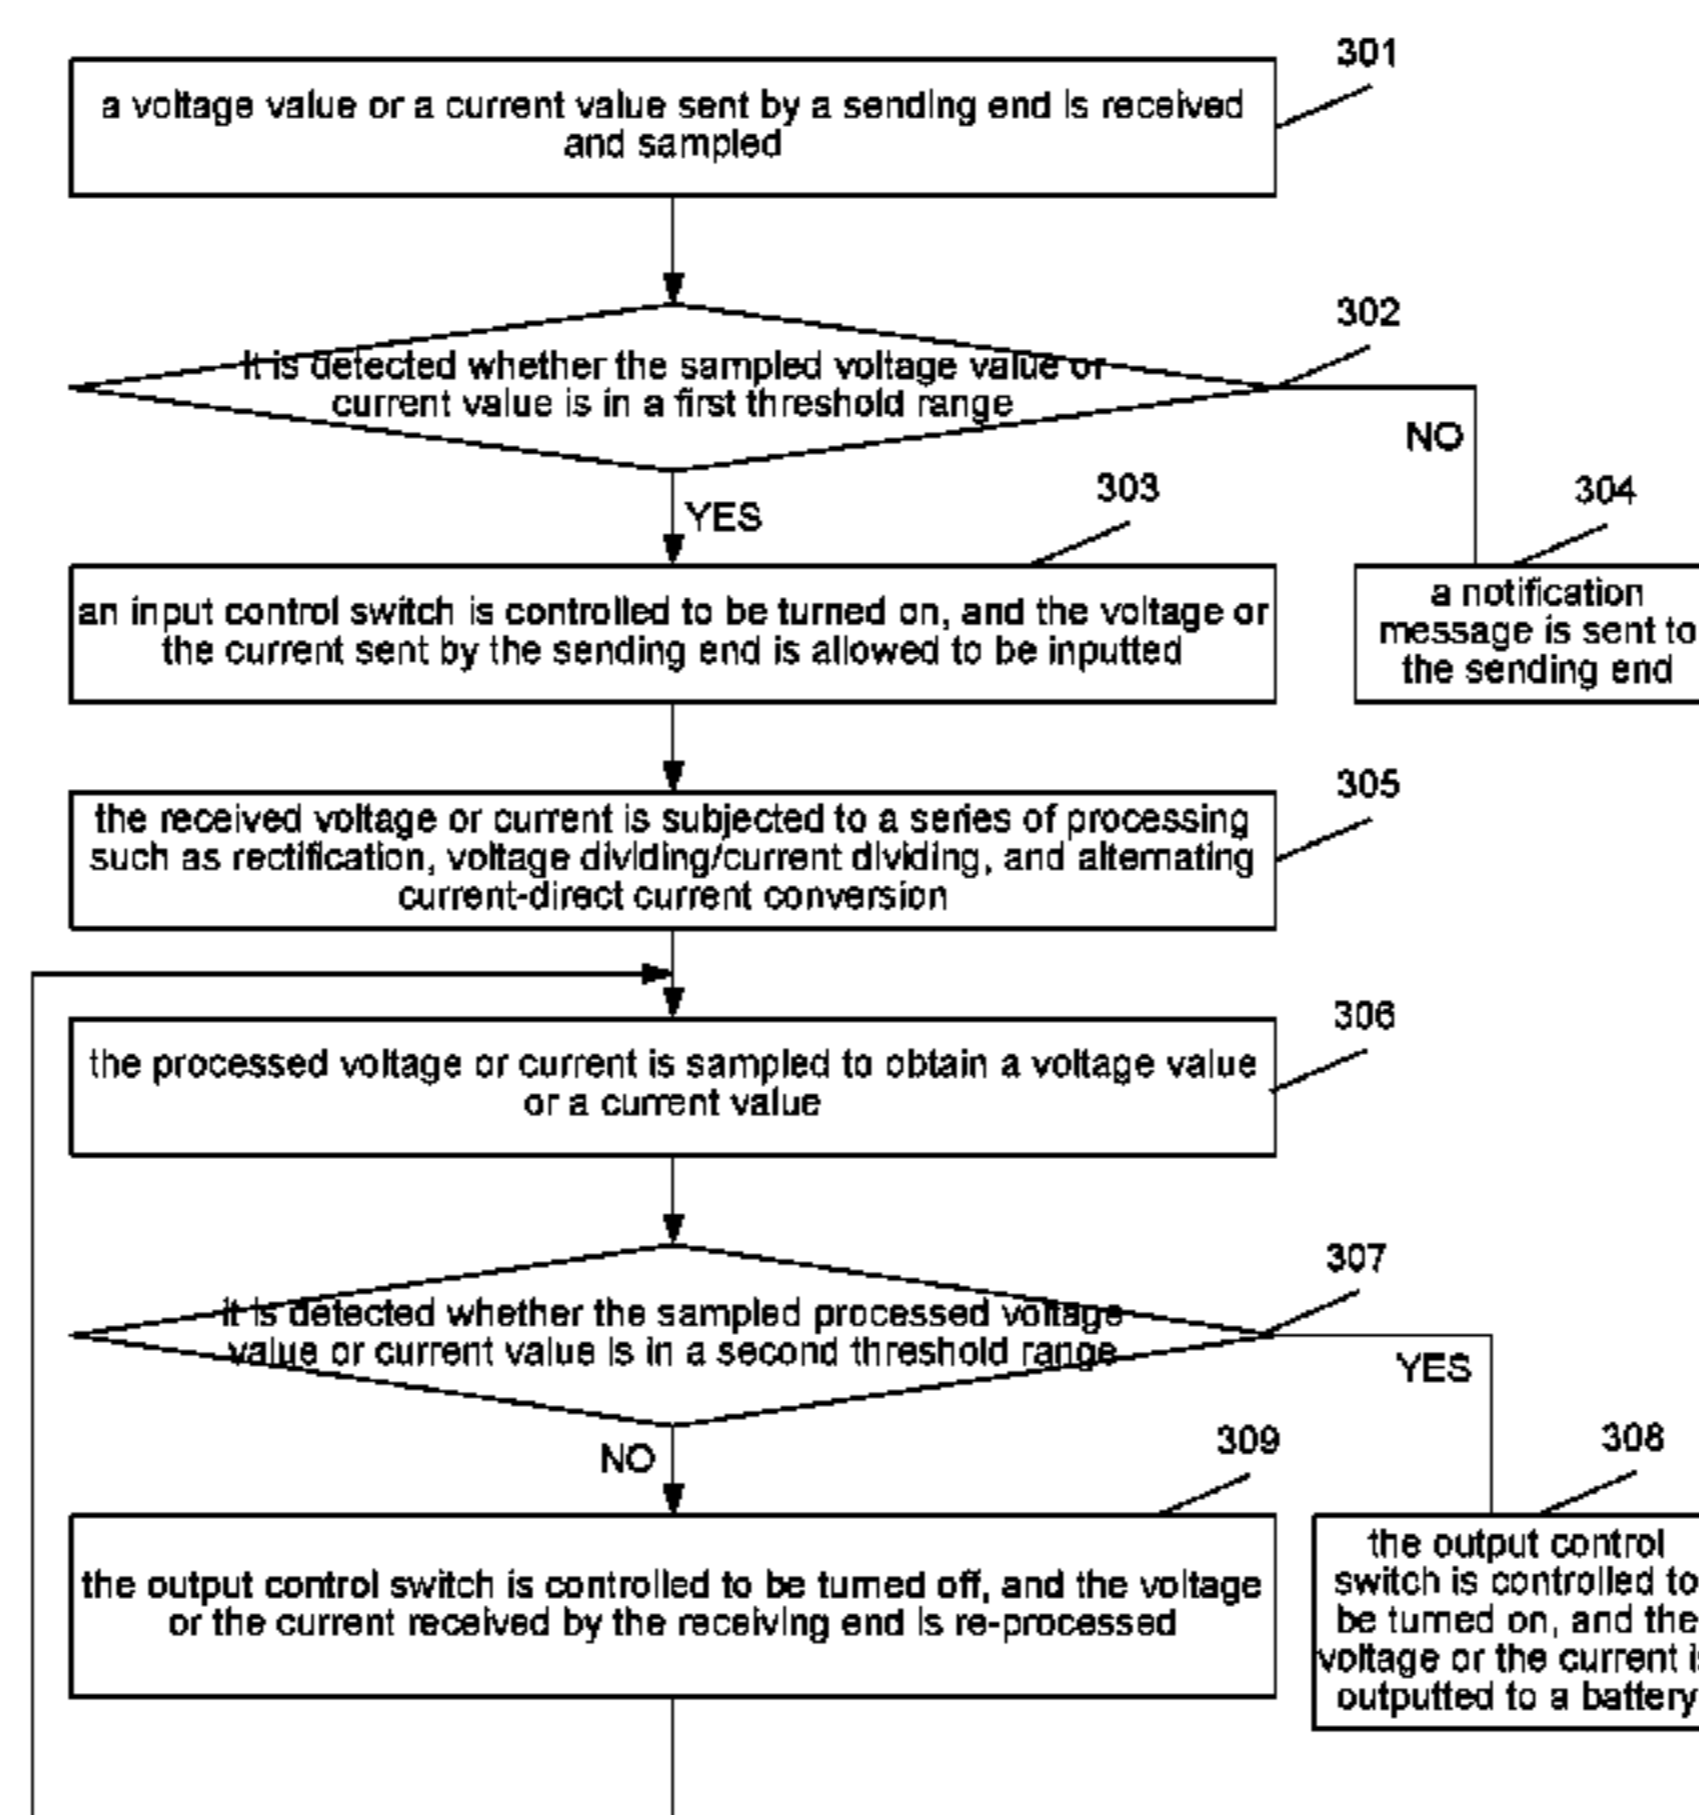 301
a voltage value or a current value sent by a sending end is received
and sampled
302
it is detected whether the sampled voltage value or
current value is in a first threshold range
NO
303
304
YES
an input control switch is controlled to be turned on, and the voltage or
the current sent by the sending end is allowed to be inputted
a notification
message is sent to
the sending end
305
the received voltage or current is subjected to a series of processing
such as rectification, voltage dividing/current dividing, and alternating
current-direct current conversion
306
the processed voltage or current is sampled to obtain a voltage value
or a current value
307
it is detected whether the sampled processed voltage
value or current value is in a second threshold range
YES
NO
309
308
the output control switch is controlled to be turned off, and the voltage
or the current received by the receiving end is re-processed
the output control
switch is controlled to
be turned on, and the
voltage or the current is
outputted to a battery